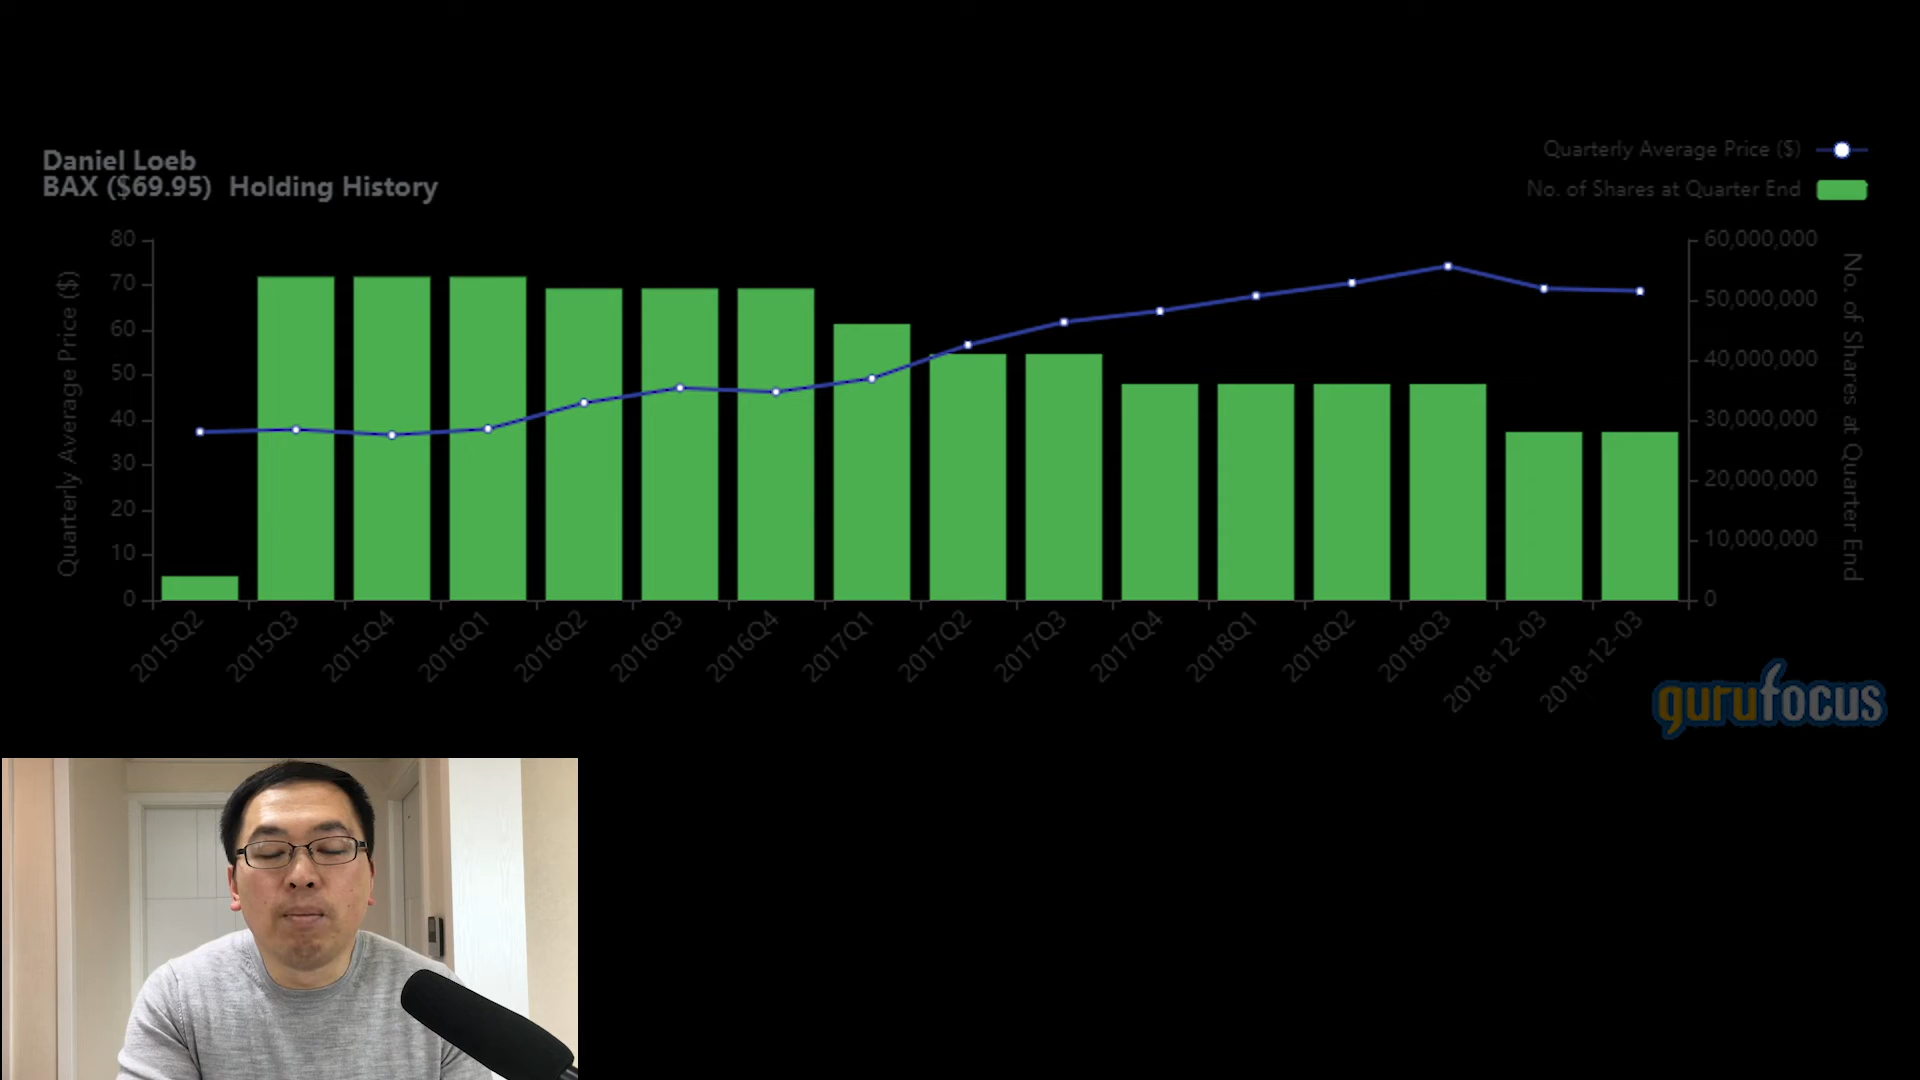 Daniel Loeb
BAX ($69.95) Holding History
Quarterly Average Price ($)
No. of Shares at Quarter End
80
70
60
50
40
30
20
10
0
Quarterly Average Price ($)
60,000,000
50,000,000
40,000,000
30,000,000
20,000,000
10,000,000
0
No. of Shares at Quarter End
2015Q2
2015Q3
2015Q4
2016Q1
2016Q2
2016Q3
2016Q4
2017Q1
2017Q2
2017Q3
2017Q4
2018Q1
2018Q2
2018Q3
2018-12-03
2018-12-03
gurufocus